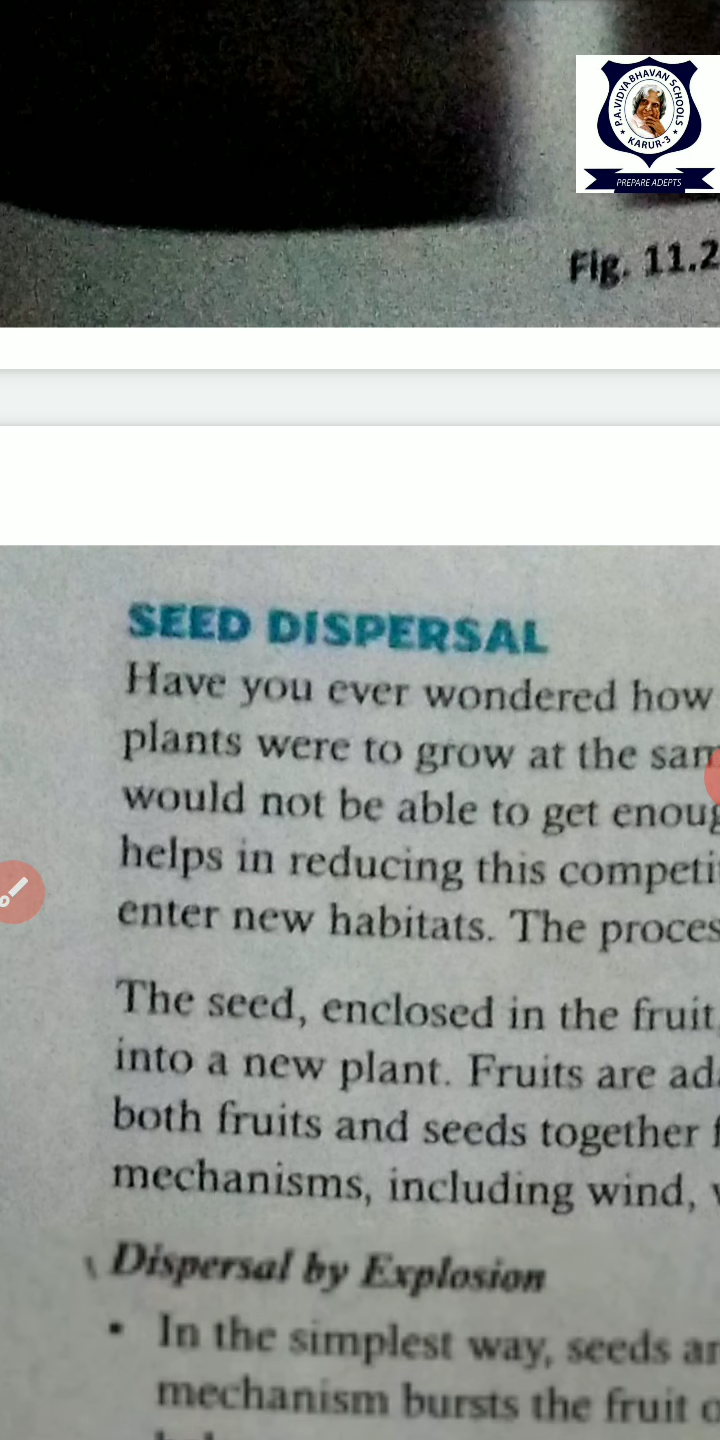 P.A.VIDYABHAVAN SCHOOLS
KARUR-3
PREPARE ADEPTS
Fig. 11.2
SEED DISPERSAL
Have you ever wondered how
plants were to grow at the sam
would not be able to get enoug
helps in reducing this competi
enter new habitats. The proces
The seed, enclosed in the fruit,
into a new plant. Fruits are ad
both fruits and seeds together f
mechanisms, including wind,
Dispersal by Explosion
• In the simplest way, seeds ar
mechanism bursts the fruit o